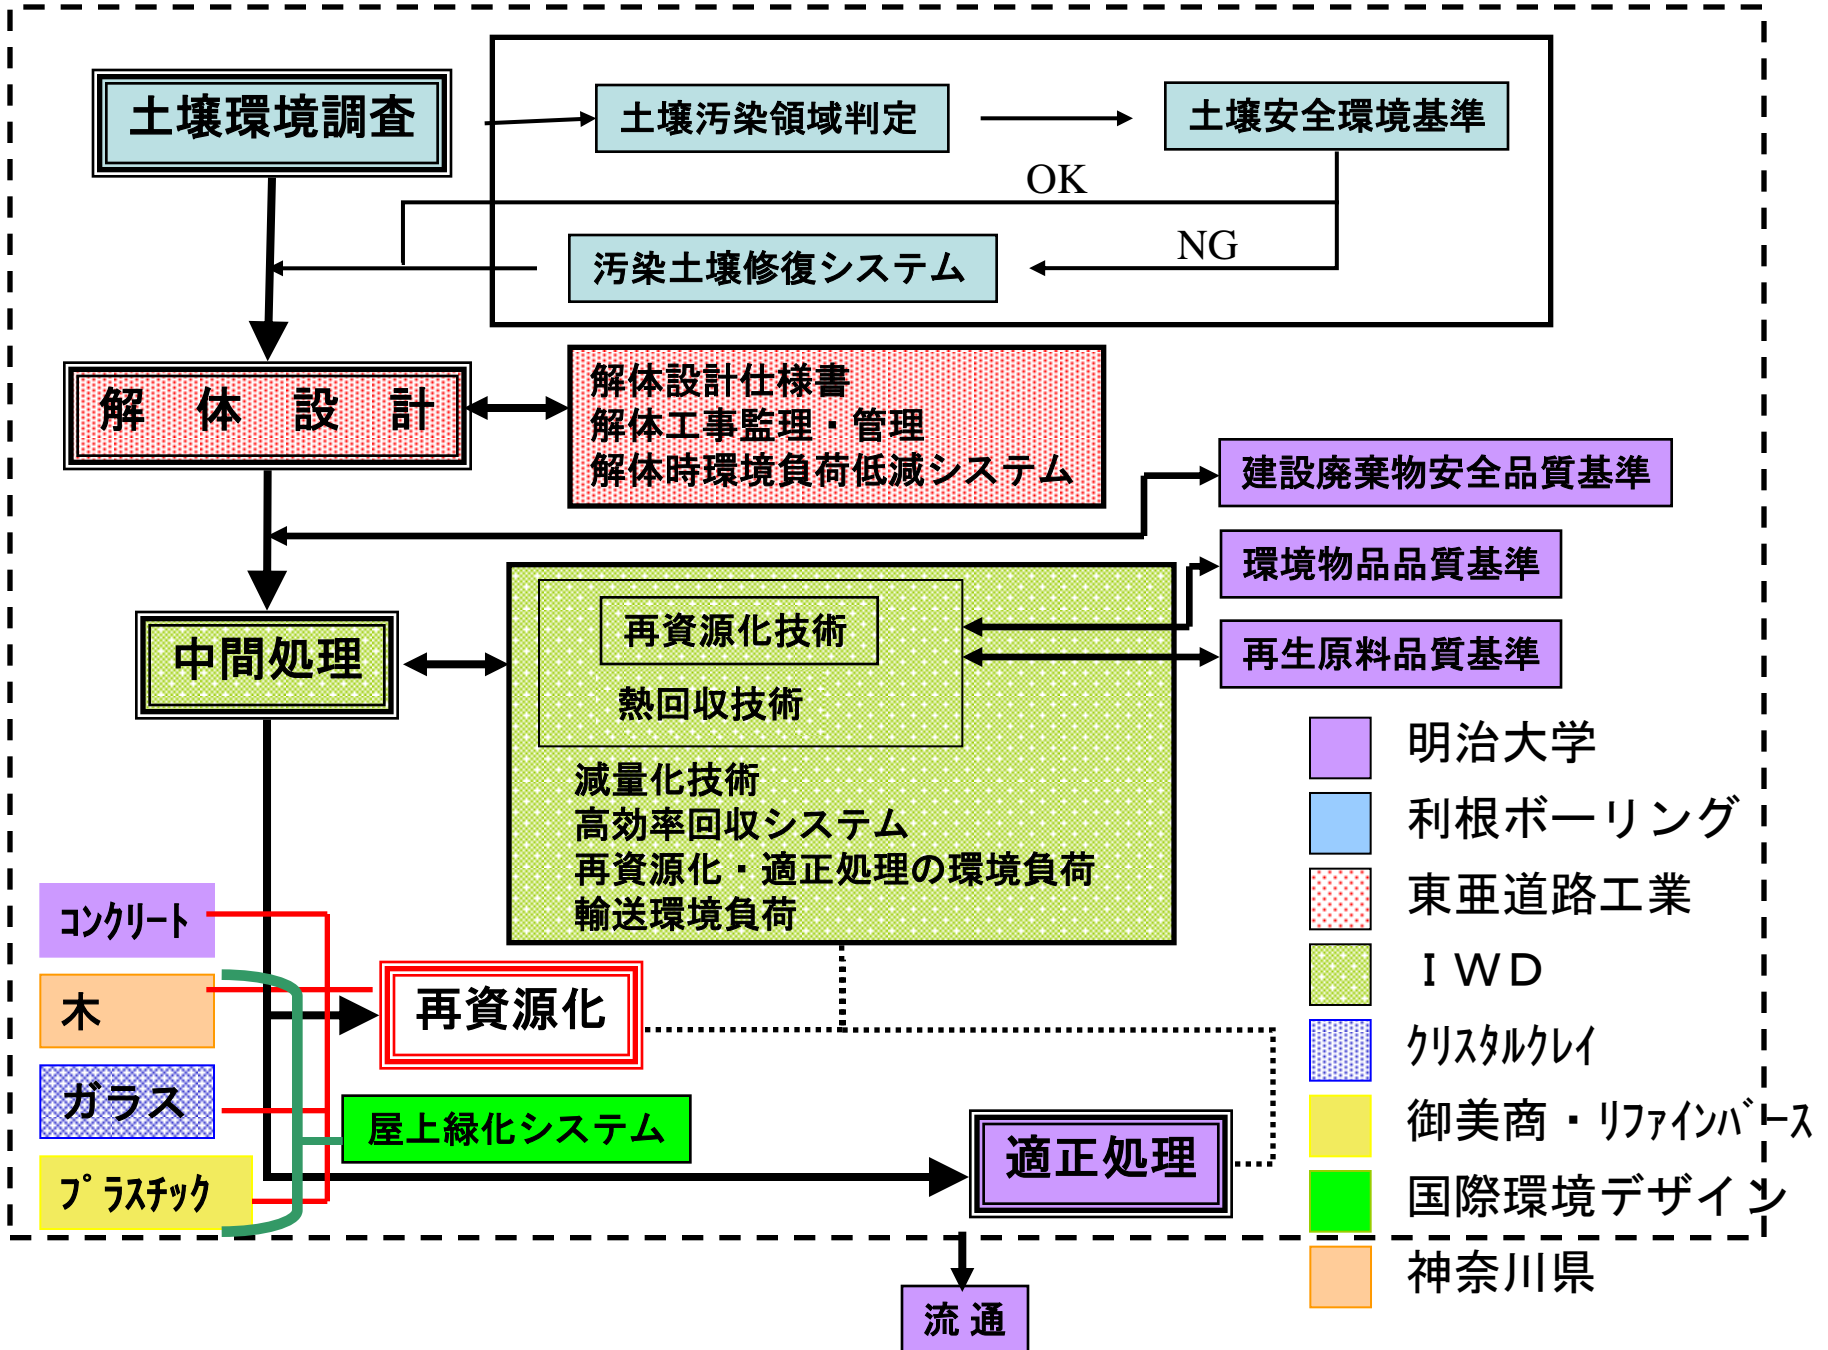 土壌環境調査
土壌汚染領域判定
土壌安全環境基準
OK
NG
汚染土壌修復システム
解　体　設　計
解体設計仕様書
解体工事監理・管理
解体時環境負荷低減システム
建設廃棄物安全品質基準
環境物品品質基準
再生原料品質基準
中間処理
再資源化技術
熱回収技術
減量化技術
高効率回収システム
再資源化・適正処理の環境負荷
輸送環境負荷
ｺﾝｸﾘｰﾄ
木
ガラス
ﾌﾟﾗｽﾁｯｸ
再資源化
屋上緑化システム
適正処理
流通
明治大学
利根ボーリング
東亜道路工業
ＩＷＤ
ｸﾘｽﾀﾙｸﾚｲ
御美商・ﾘﾌｧｲﾝﾊﾞｰｽ
国際環境デザイン
神奈川県